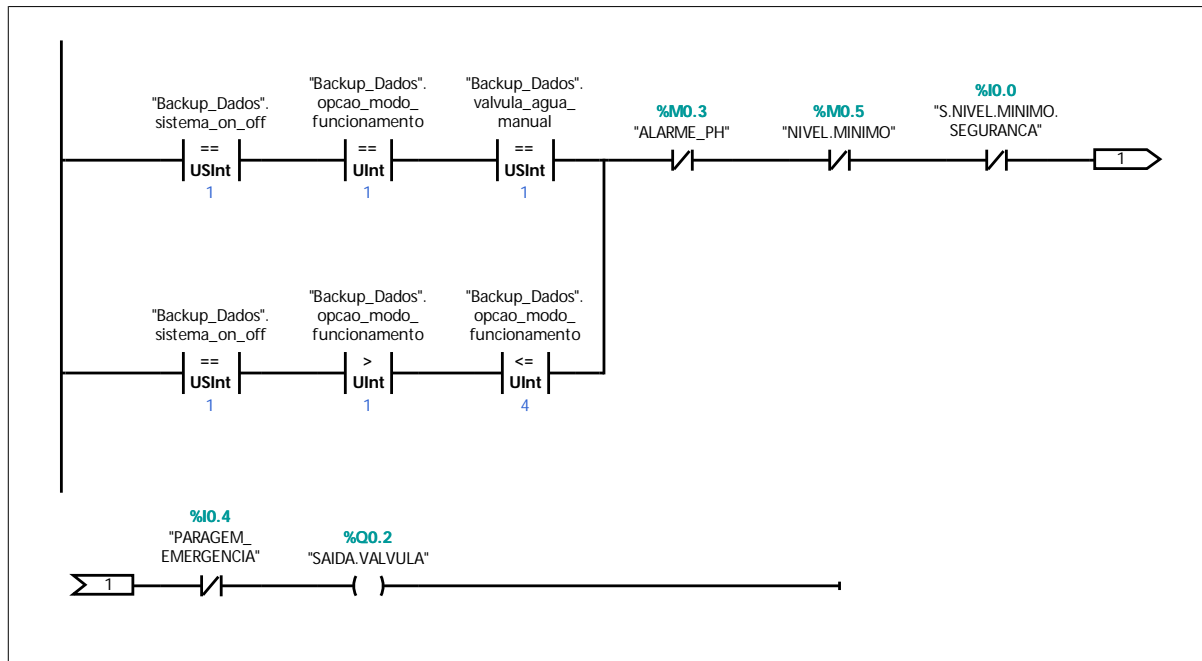 "Backup_Dados".
sistema_on_off
==
USInt
1
"Backup_Dados".
opcao_modo_
funcionamento
==
UInt
1
"Backup_Dados".
valvula_agua_
manual
==
USInt
1
%M0.3
"ALARME_PH"
%M0.5
"NIVEL.MINIMO"
%I0.0
"S.NIVEL.MINIMO.
SEGURANCA"
1
"Backup_Dados".
sistema_on_off
==
USInt
1
"Backup_Dados".
opcao_modo_
funcionamento
>
UInt
1
"Backup_Dados".
opcao_modo_
funcionamento
<=
UInt
4
1
%I0.4
"PARAGEM_
EMERGENCIA"
%Q0.2
"SAIDA.VALVULA"